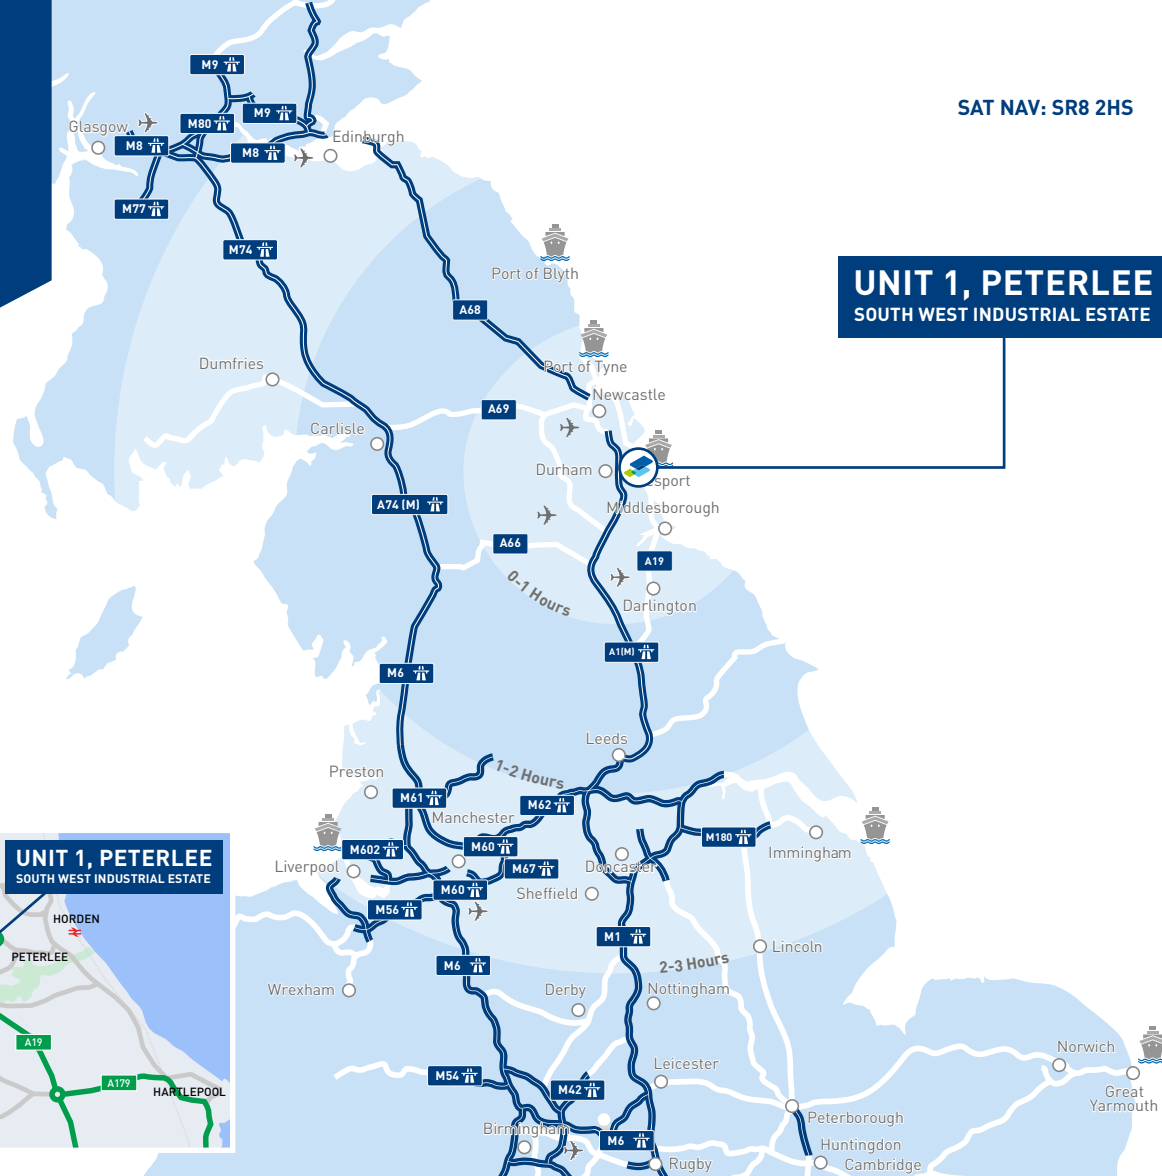 M9
SAT NAV: SR8 2HS
M9
M80
Glasgow
Edinburgh
M8
M8
M77
M74
Port of Blyth
UNIT 1, PETERLEE
SOUTH WEST INDUSTRIAL ESTATE
A68
Dumfries
Port of Tyne
Newcastle
A69
Carlisle
Durham
esport
A74 (M)
Middlesborough
A66
A19
0-1 Hours
Darlington
A1(M)
M6
Leeds
1-2 Hours
Preston
M61
M62
Manchester
M180
M602
M60
Immingham
Liverpool
M67
Doncaster
M60
Sheffield
M56
M1
Lincoln
2-3 Hours
M6
Wrexham
Derby
Nottingham
Norwich
Leicester
M54
M42
Great
Yarmouth
Peterborough
Birmingham
M6
Huntingdon
Rugby
Cambridge
UNIT 1, PETERLEE
SOUTH WEST INDUSTRIAL ESTATE
HORDEN
PETERLEE
A19
A179
HARTLEPOOL